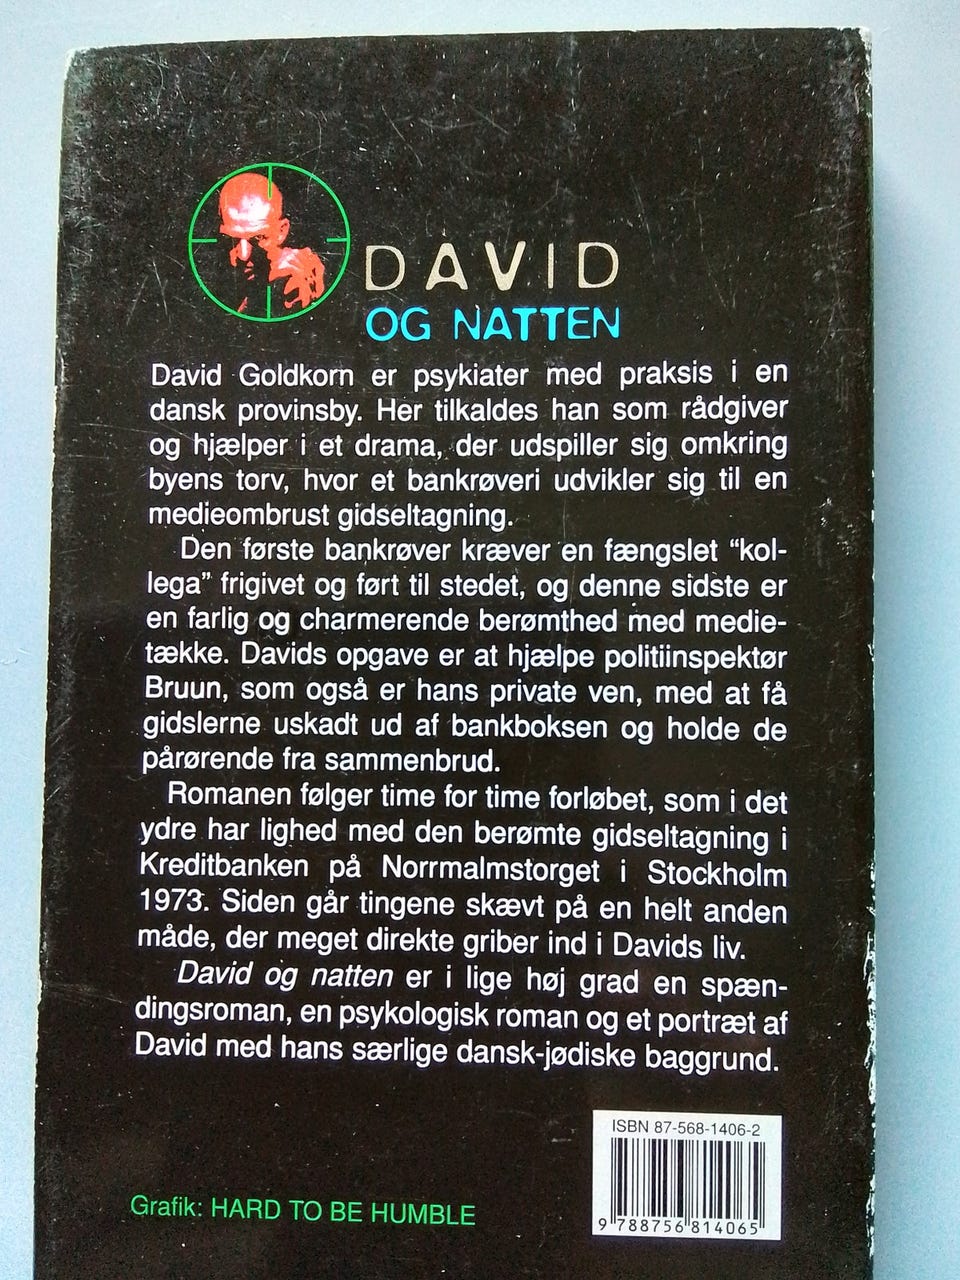 DAVID
OG NATTEN
David Goldkorn er psykiater med praksis i en
dansk provinsby. Her tilkaldes han som rådgiver
og hjælper i et drama, der udspiller sig omkring
byens torv, hvor et bankrøveri udvikler sig til en
medieombrust gidseltagning.
Den første bankrøver kræver en fængslet “kol-
lega” frigivet og ført til stedet, og denne sidste er
en farlig og charmerende berømthed med medie-
tække. Davids opgave er at hjælpe politiinspektør
Bruun, som også er hans private ven, med at få
gidslerne uskadt ud af bankboksen og holde de
pårørende fra sammenbrud.
Romanen følger time for time forløbet, som i det
ydre har lighed med den berømte gidseltagning i
Kreditbanken på Norrmalmstorget i Stockholm
1973. Siden går tingene skævt på en helt anden
måde, der meget direkte griber ind i Davids liv.
David og natten er i lige høj grad en spæn-
dingsroman, en psykologisk roman og et portræt af
David med hans særlige dansk-jødiske baggrund.
ISBN 87-568-1406-2
9 788756 814065
Grafik: HARD TO BE HUMBLE